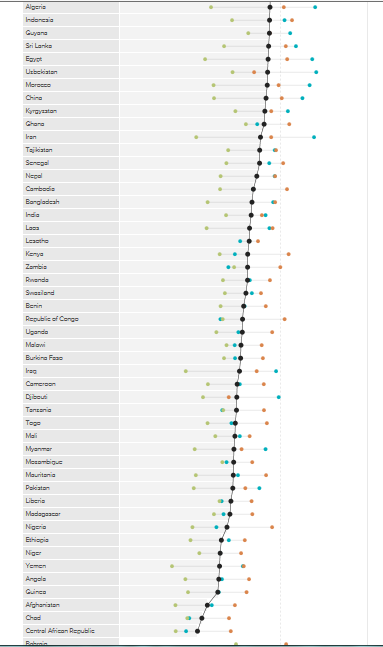 Algeria
Indonesia
Guyana
Sri Lanka
Egypt
Uzbekistan
Morocco
China
Kyrgyzstan
Ghana
Iran
Tajikistan
Senegal
Nepal
Cambodia
Bangladesh
India
Laos
Lesotho
Kenya
Zambia
Rwanda
Swaziland
Benin
Republic of Congo
Uganda
Malawi
Burkina Faso
Iraq
Cameroon
Djibouti
Tanzania
Togo
Mali
Myanmar
Mozambique
Mauritania
Pakistan
Liberia
Madagascar
Nigeria
Ethiopia
Niger
Yemen
Angola
Guinea
Afghanistan
Chad
Central African Republic
Bahrain